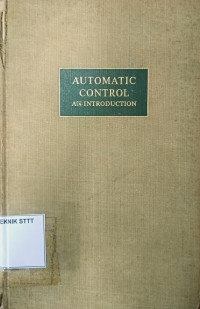 AUTOMATIC
CONTROL
AN INTRODUCTION
EKNIK STTT